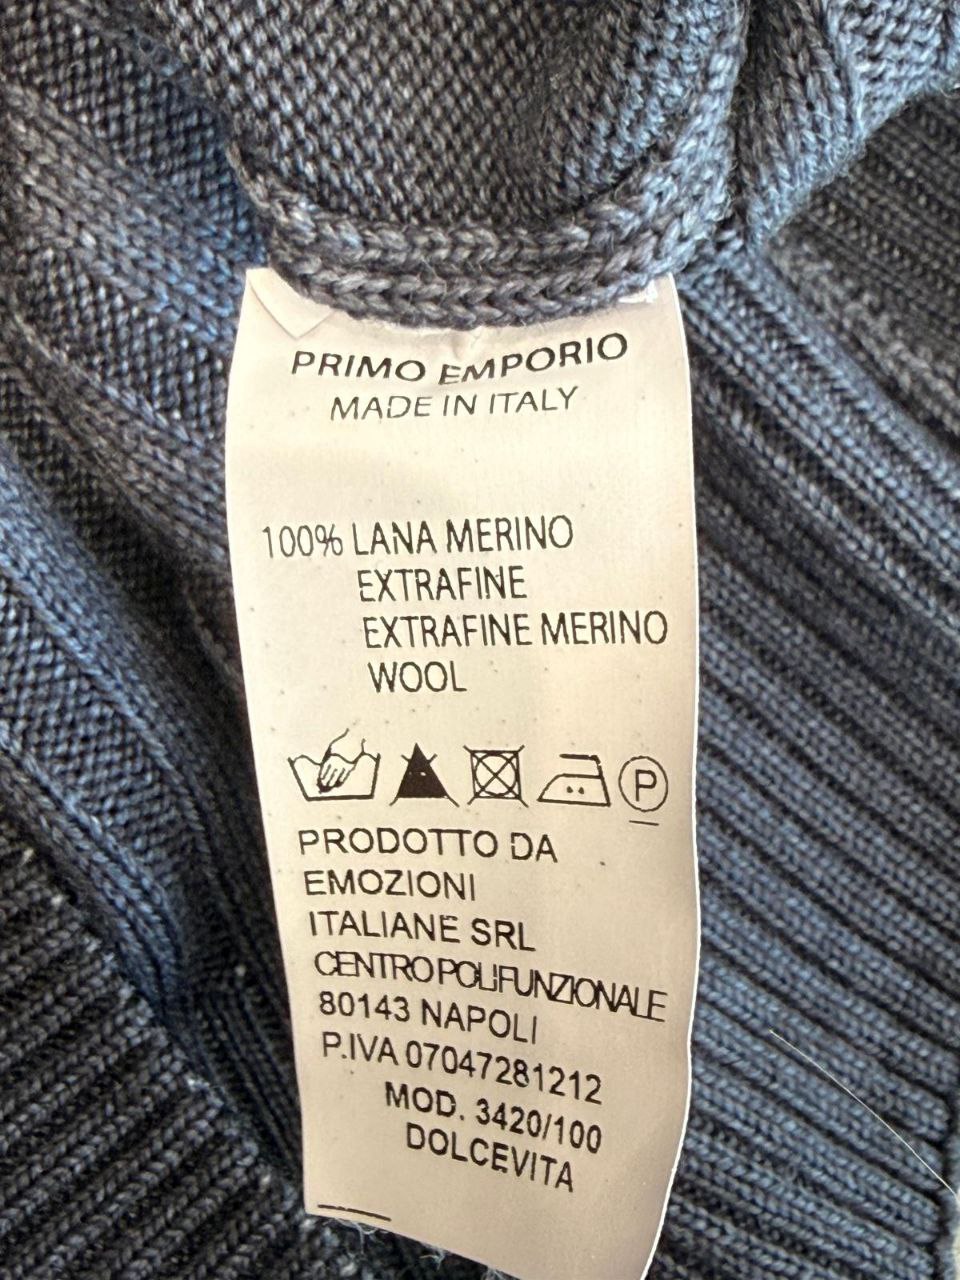 PRIMO EMPORIO
MADE IN ITALY
100% LANA MERINO
EXTRAFINE
EXTRAFINE MERINO
WOOL
P
PRODOTTO DA
EMOZIONI
ITALIANE SRL
CENTRO POLIFUNZIONALE
80143 NAPOLI
P.IVA 07047281212
MOD. 3420/100
DOLCEVITA